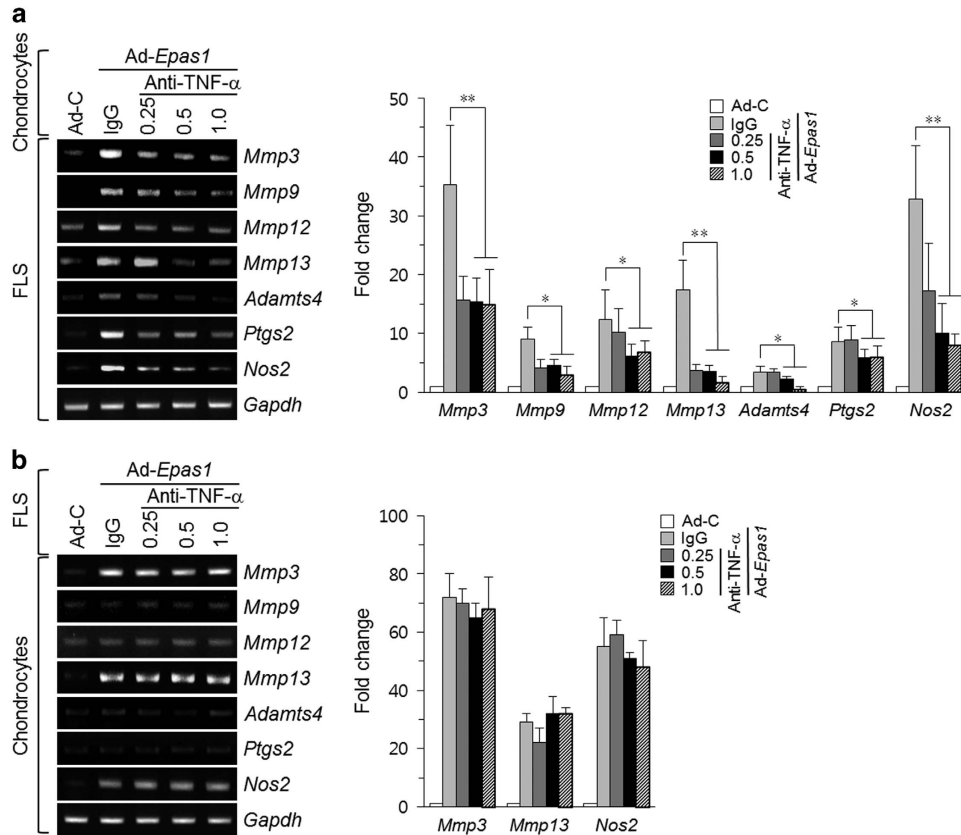 a
Chondrocytes
Ad-Epas1
Anti-TNF-α
Ad-C
IgG
0.25
0.5
1.0
FLS
Mmp3
Mmp9
Mmp12
Mmp13
Adamts4
Ptgs2
Nos2
Gapdh
Fold change
50
40
30
20
10
0
**
*
*
**
*
*
**
Ad-C
IgG
0.25
0.5
1.0
Anti-TNF-α
Ad-Epas1
Mmp3 Mmp9 Mmp12 Mmp13 Adamts4 Ptgs2 Nos2
b
FLS
Ad-Epas1
Anti-TNF-α
Ad-C
IgG
0.25
0.5
1.0
Chondrocytes
Mmp3
Mmp9
Mmp12
Mmp13
Adamts4
Ptgs2
Nos2
Gapdh
Fold change
100
80
60
40
20
0
Ad-C
IgG
0.25
0.5
1.0
Anti-TNF-α
Ad-Epas1
Mmp3 Mmp13 Nos2